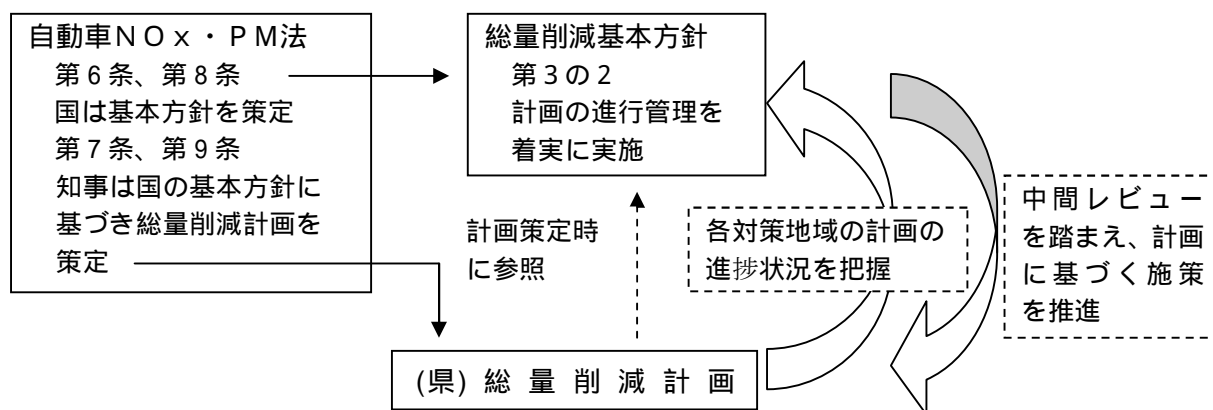 自動車ＮＯｘ・ＰＭ法
第６条、第８条
国は基本方針を策定
第７条、第９条
知事は国の基本方針に
基づき総量削減計画を
策定
総量削減基本方針
第３の２
計画の進行管理を
着実に実施
計画策定時
に参照
各対策地域の計画の
進捗状況を把握
中間レビュー
を踏まえ、計画
に基づく施策
を推進
(県) 総 量 削 減 計 画